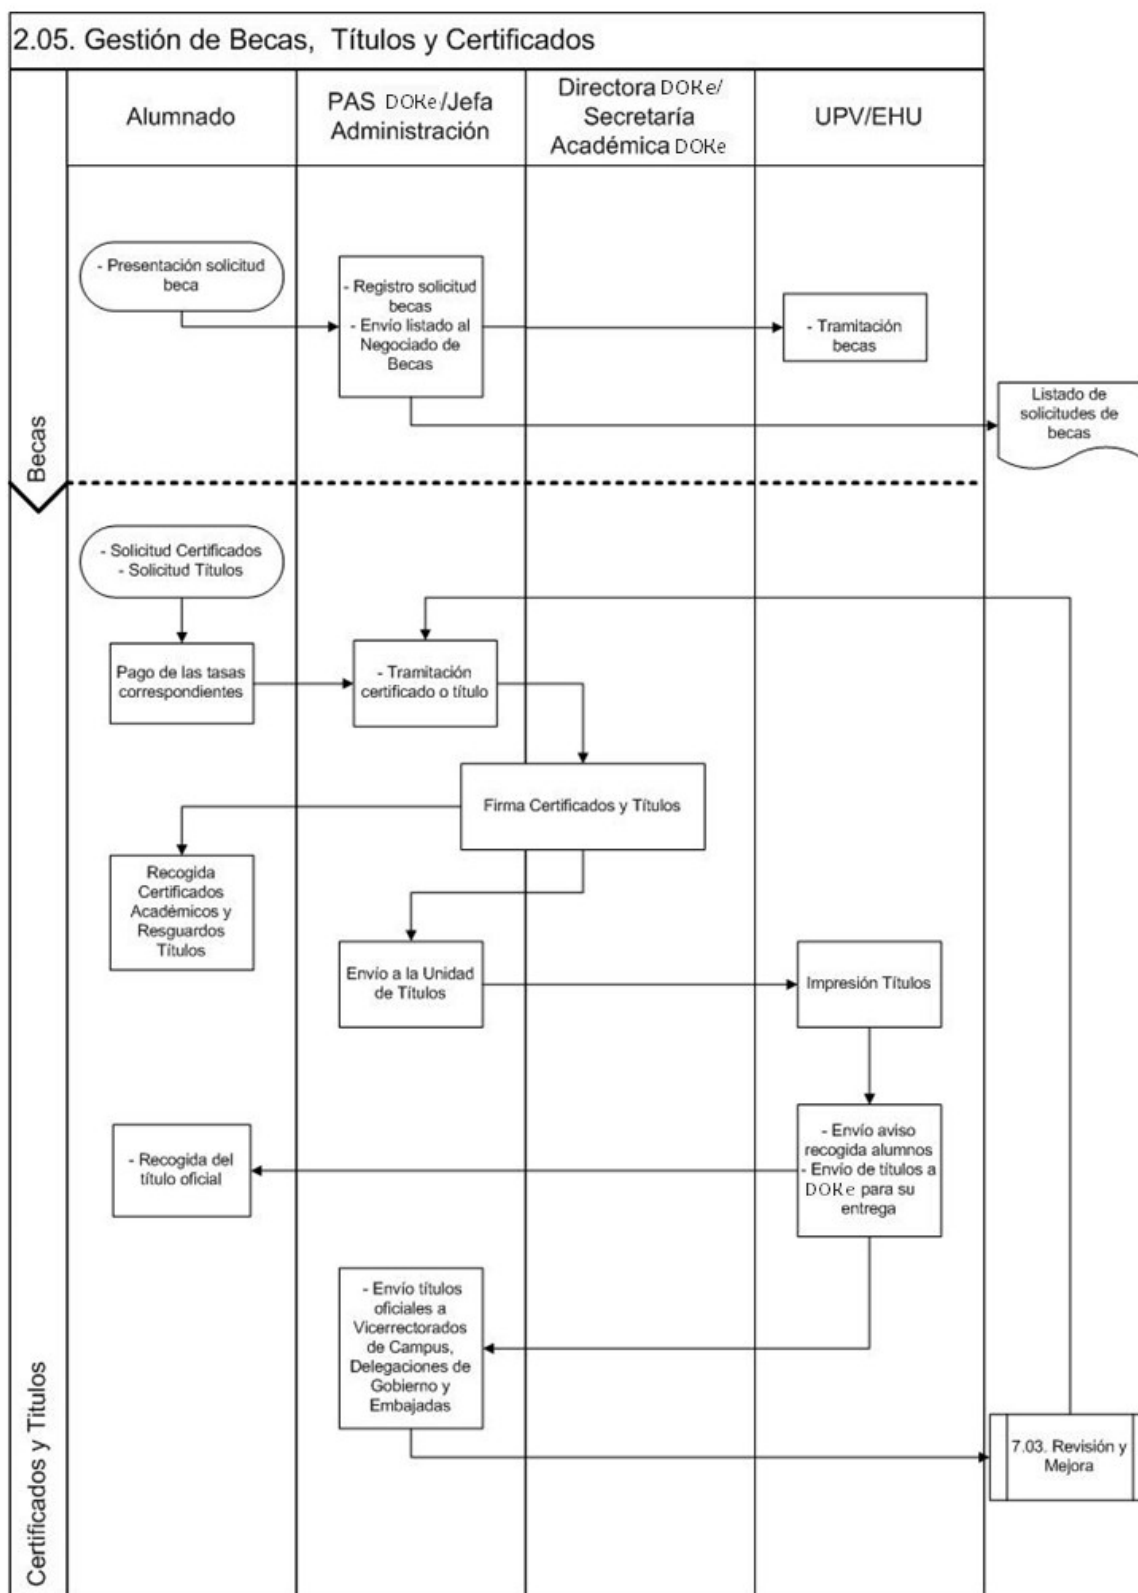 2.05. Gestión de Becas, Títulos y Certificados
Alumnado
PAS DOKe/Jefa
Administración
Directora DOKe/
Secretaría
Académica DOKe
UPV/EHU
Becas
- Presentación solicitud
beca
- Registro solicitud
becas
- Envío listado al
Negociado de
Becas
- Tramitación
becas
Listado de
solicitudes de
becas
Certificados y Titulos
- Solicitud Certificados
- Solicitud Títulos
Pago de las tasas
correspondientes
- Tramitación
certificado o título
Firma Certificados y Títulos
Recogida
Certificados
Académicos y
Resguardos
Títulos
Envío a la Unidad
de Títulos
Impresión Títulos
- Envío aviso
recogida alumnos
- Envío de títulos a
DOKe para su
entrega
- Recogida del
título oficial
- Envío títulos
oficiales a
Vicerrectorados
de Campus,
Delegaciones de
Gobierno y
Embajadas
7.03. Revisión y
Mejora